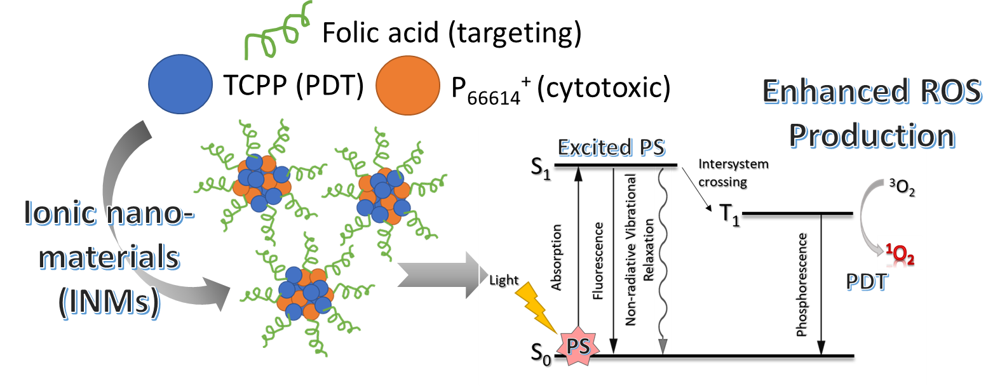 Folic acid (targeting)
TCPP (PDT)
P₆₆₆₁₄⁺ (cytotoxic)
Ionic nano-
materials
(INMs)
Enhanced ROS
Production
Excited PS
S₁
Intersystem
crossing
T₁
³O₂
¹O₂
PDT
Light
Absorption
Fluorescence
Non-radiative Vibrational
Relaxation
Phosphorescence
S₀
PS